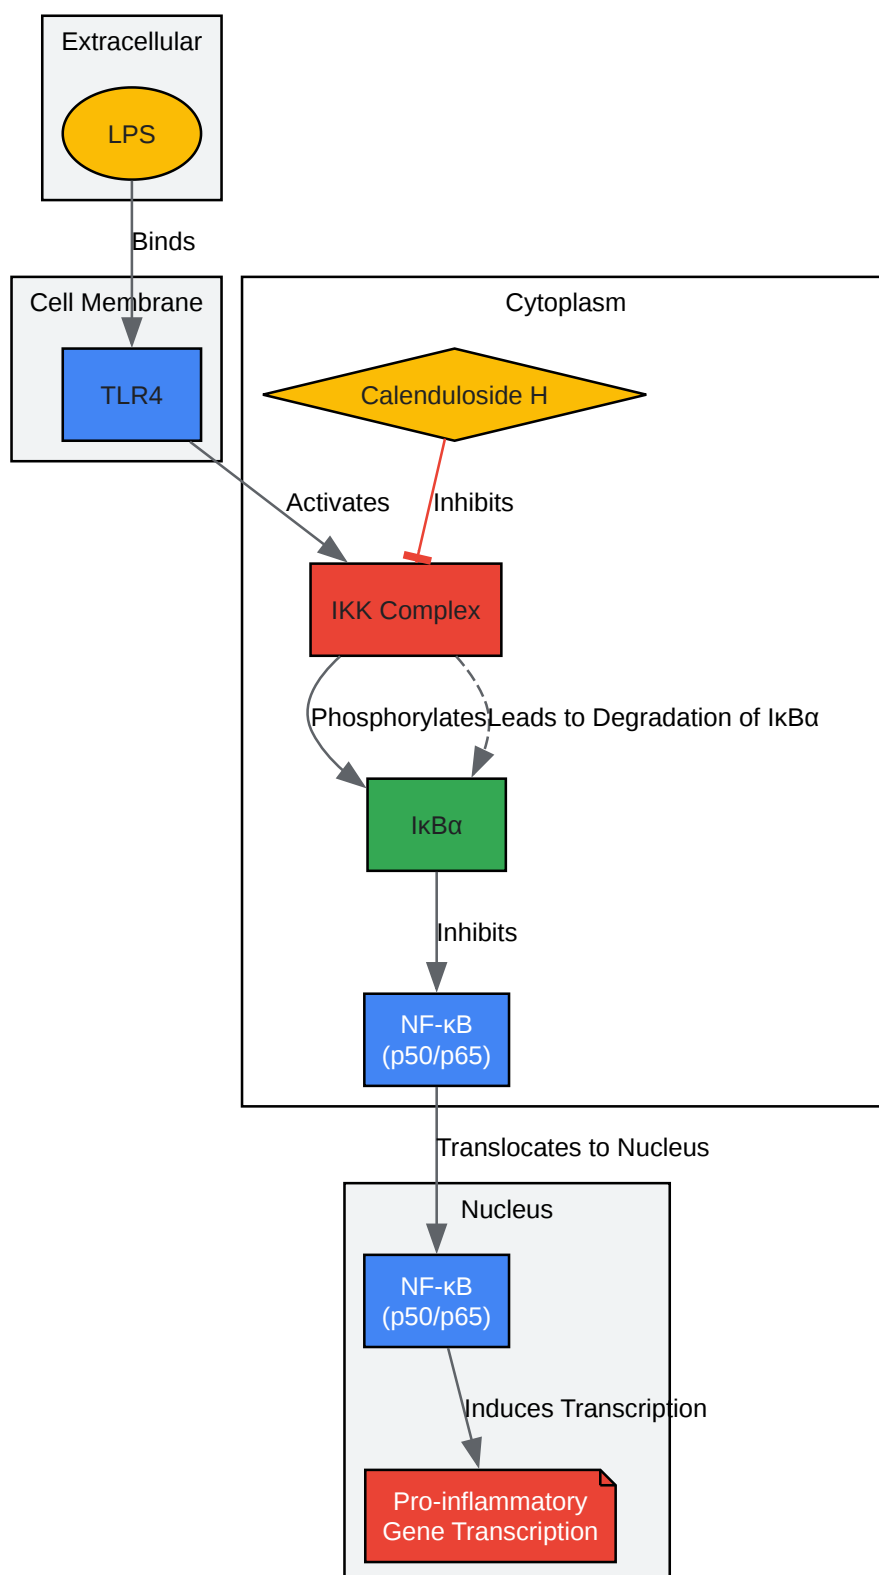 Extracellular
LPS
Binds
Cell Membrane
Cytoplasm
TLR4
Calenduloside H
Activates
Inhibits
IKK Complex
Phosphorylates
Leads to Degradation of IκBα
IκBα
Inhibits
NF-κB
(p50/p65)
Translocates to Nucleus
Nucleus
NF-κB
(p50/p65)
Induces Transcription
Pro-inflammatory
Gene Transcription